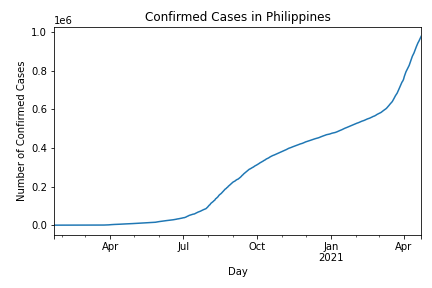 Confirmed Cases in Philippines
1e6
Number of Confirmed Cases
1.0
0.8
0.6
0.4
0.2
0.0
Apr Jul Oct Jan Apr
2021
Day